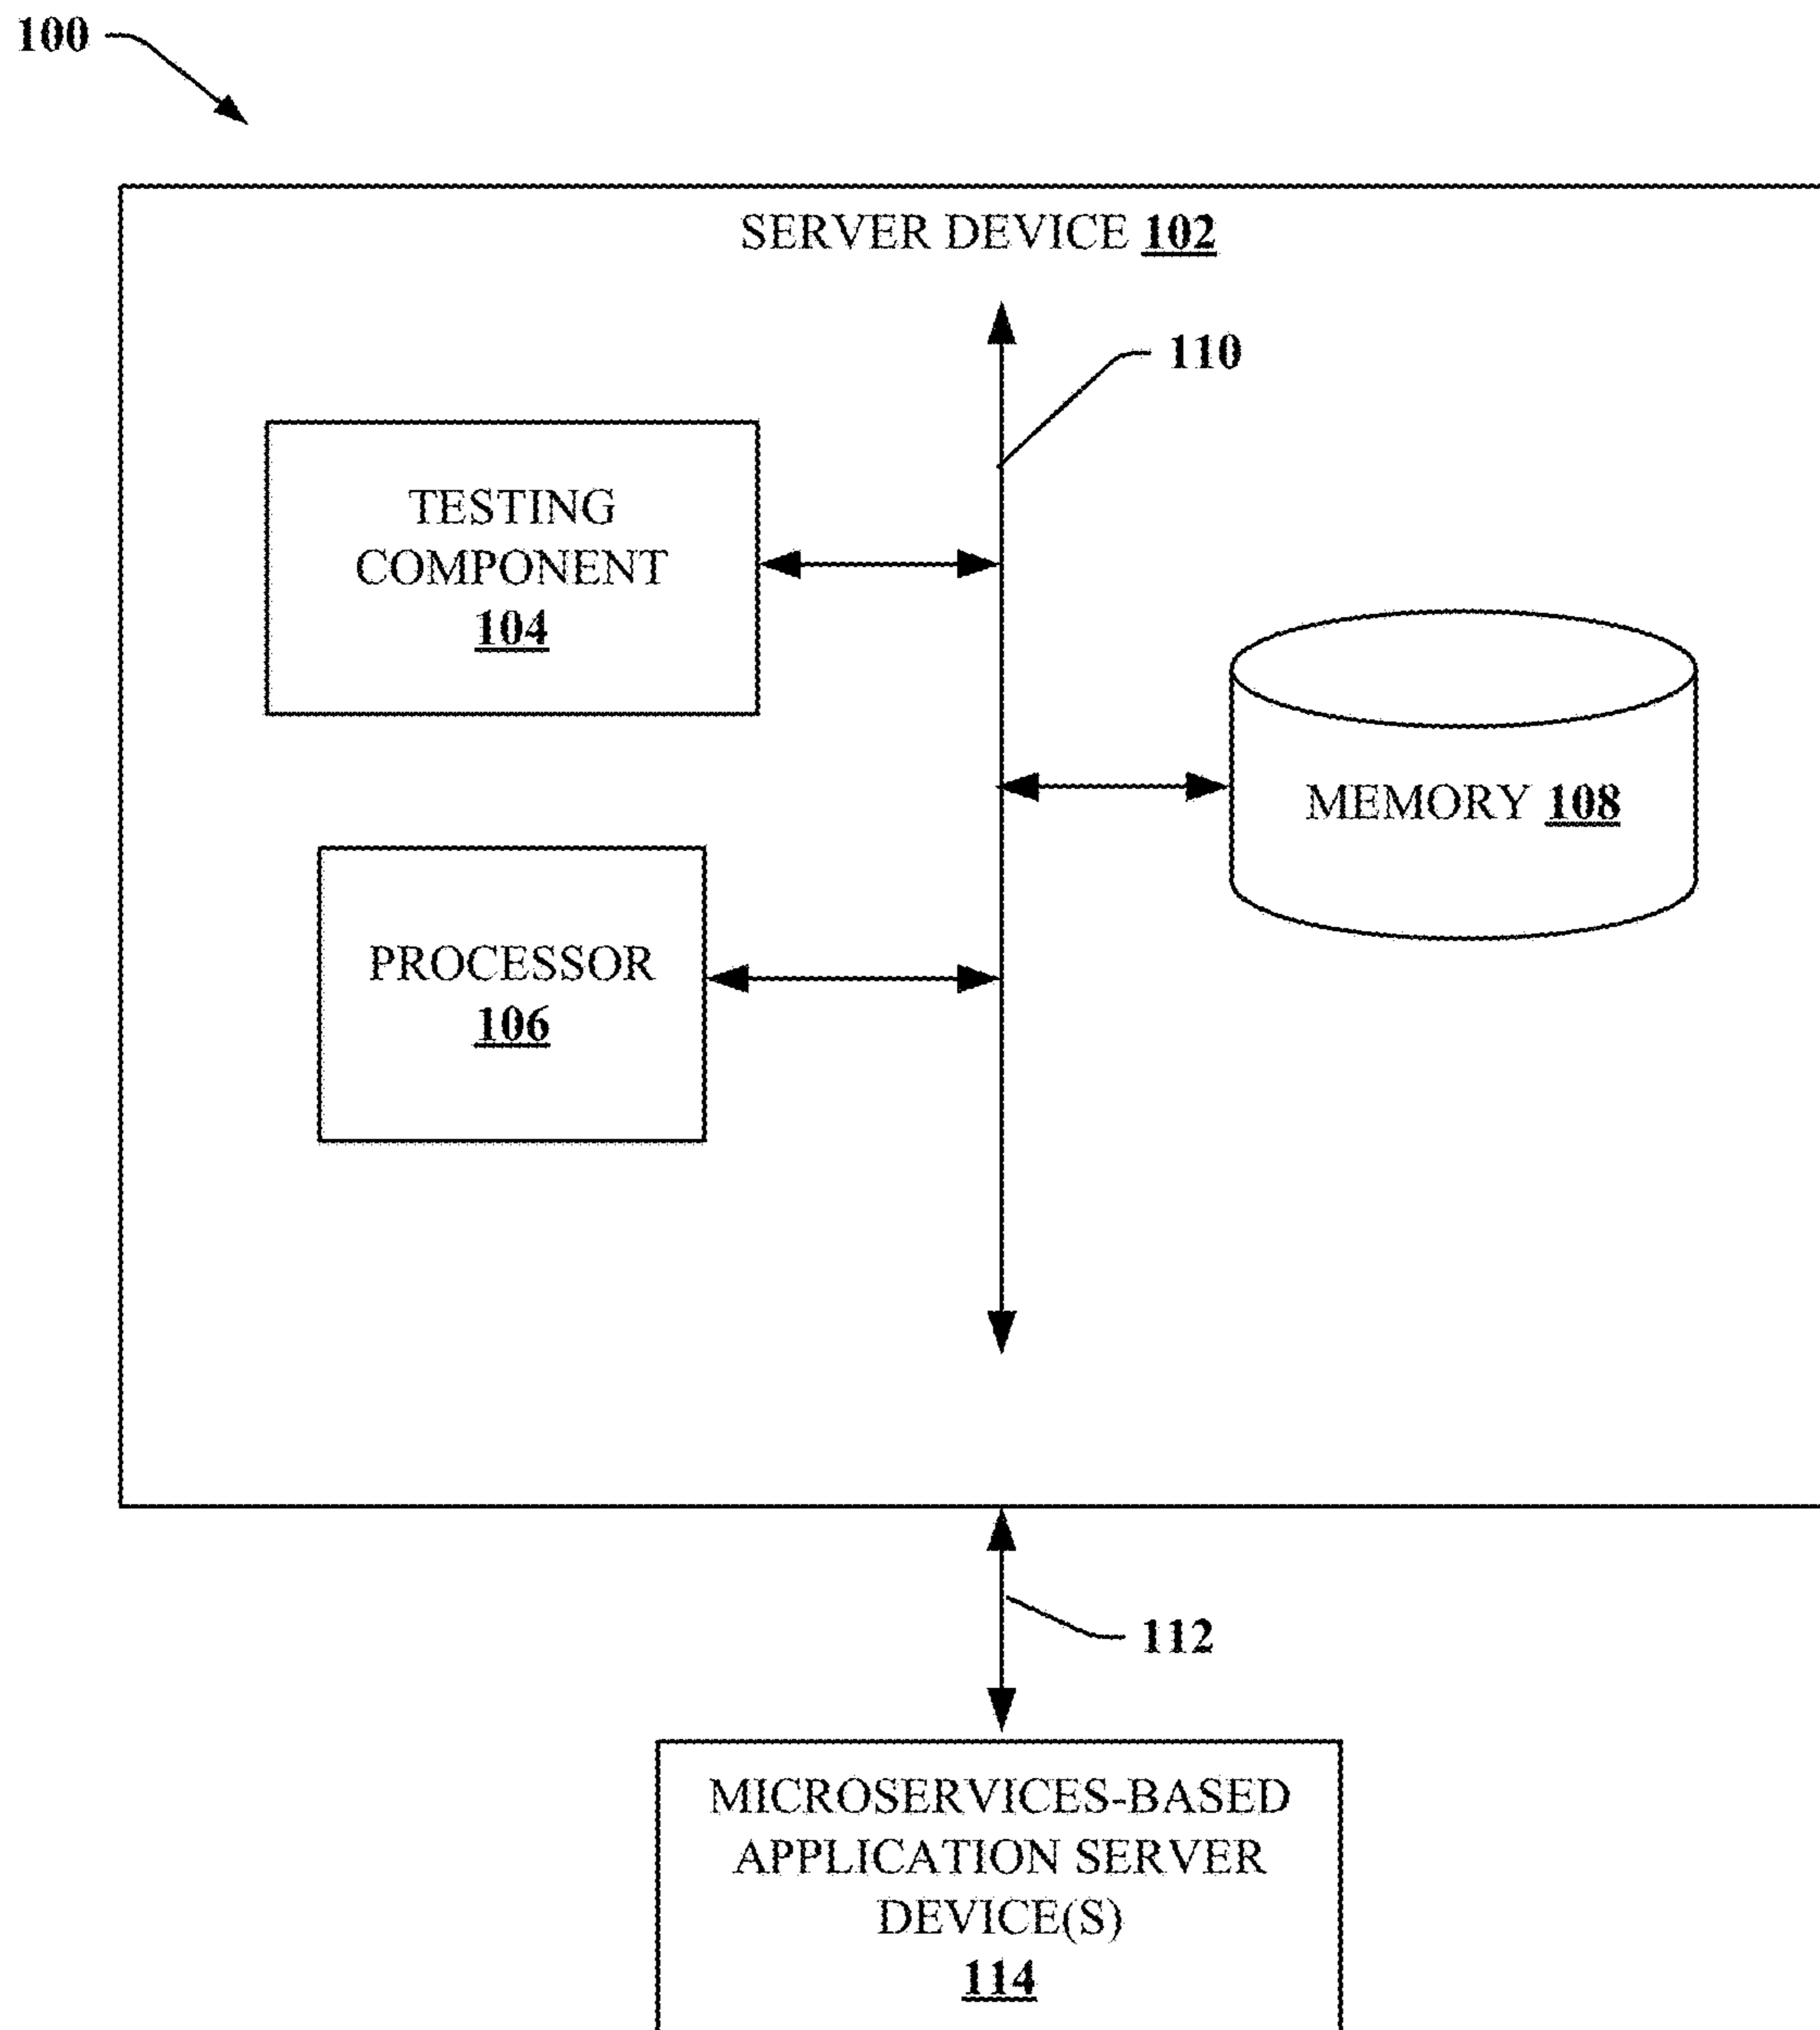 100
SERVER DEVICE 102
110
TESTING
COMPONENT
104
MEMORY 108
PROCESSOR
106
112
MICROSERVICES-BASED
APPLICATION SERVER
DEVICE(S)
114